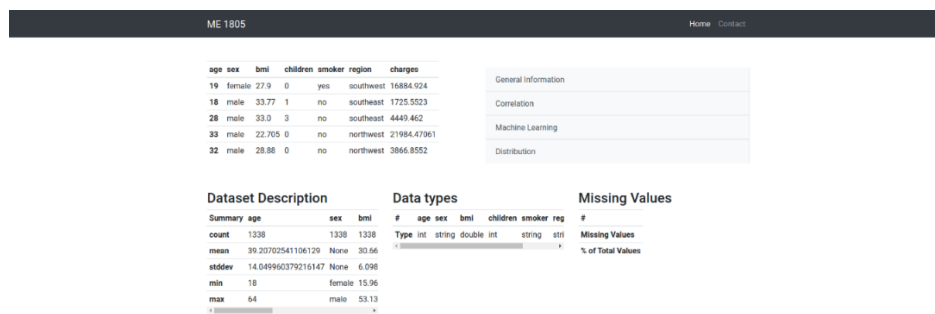 ME 1805
Home Contact
age sex bmi children smoker region charges
19 female 27.9 0 yes southwest 16884.924
18 male 33.77 1 no southeast 1725.5523
28 male 33.0 3 no southeast 4449.462
33 male 22.705 0 no northwest 21984.47061
32 male 28.88 0 no northwest 3866.8552
General Information
Correlation
Machine Learning
Distribution
Dataset Description
Summary age sex bmi
count 1338 1338 1338
mean 39.20702541106129 None 30.66
stddev 14.049960379216147 None 6.098
min 18 female 15.96
max 64 male 53.13
Data types
# age sex bmi children smoker reg
Type int string double int string stri
Missing Values
#
Missing Values
% of Total Values